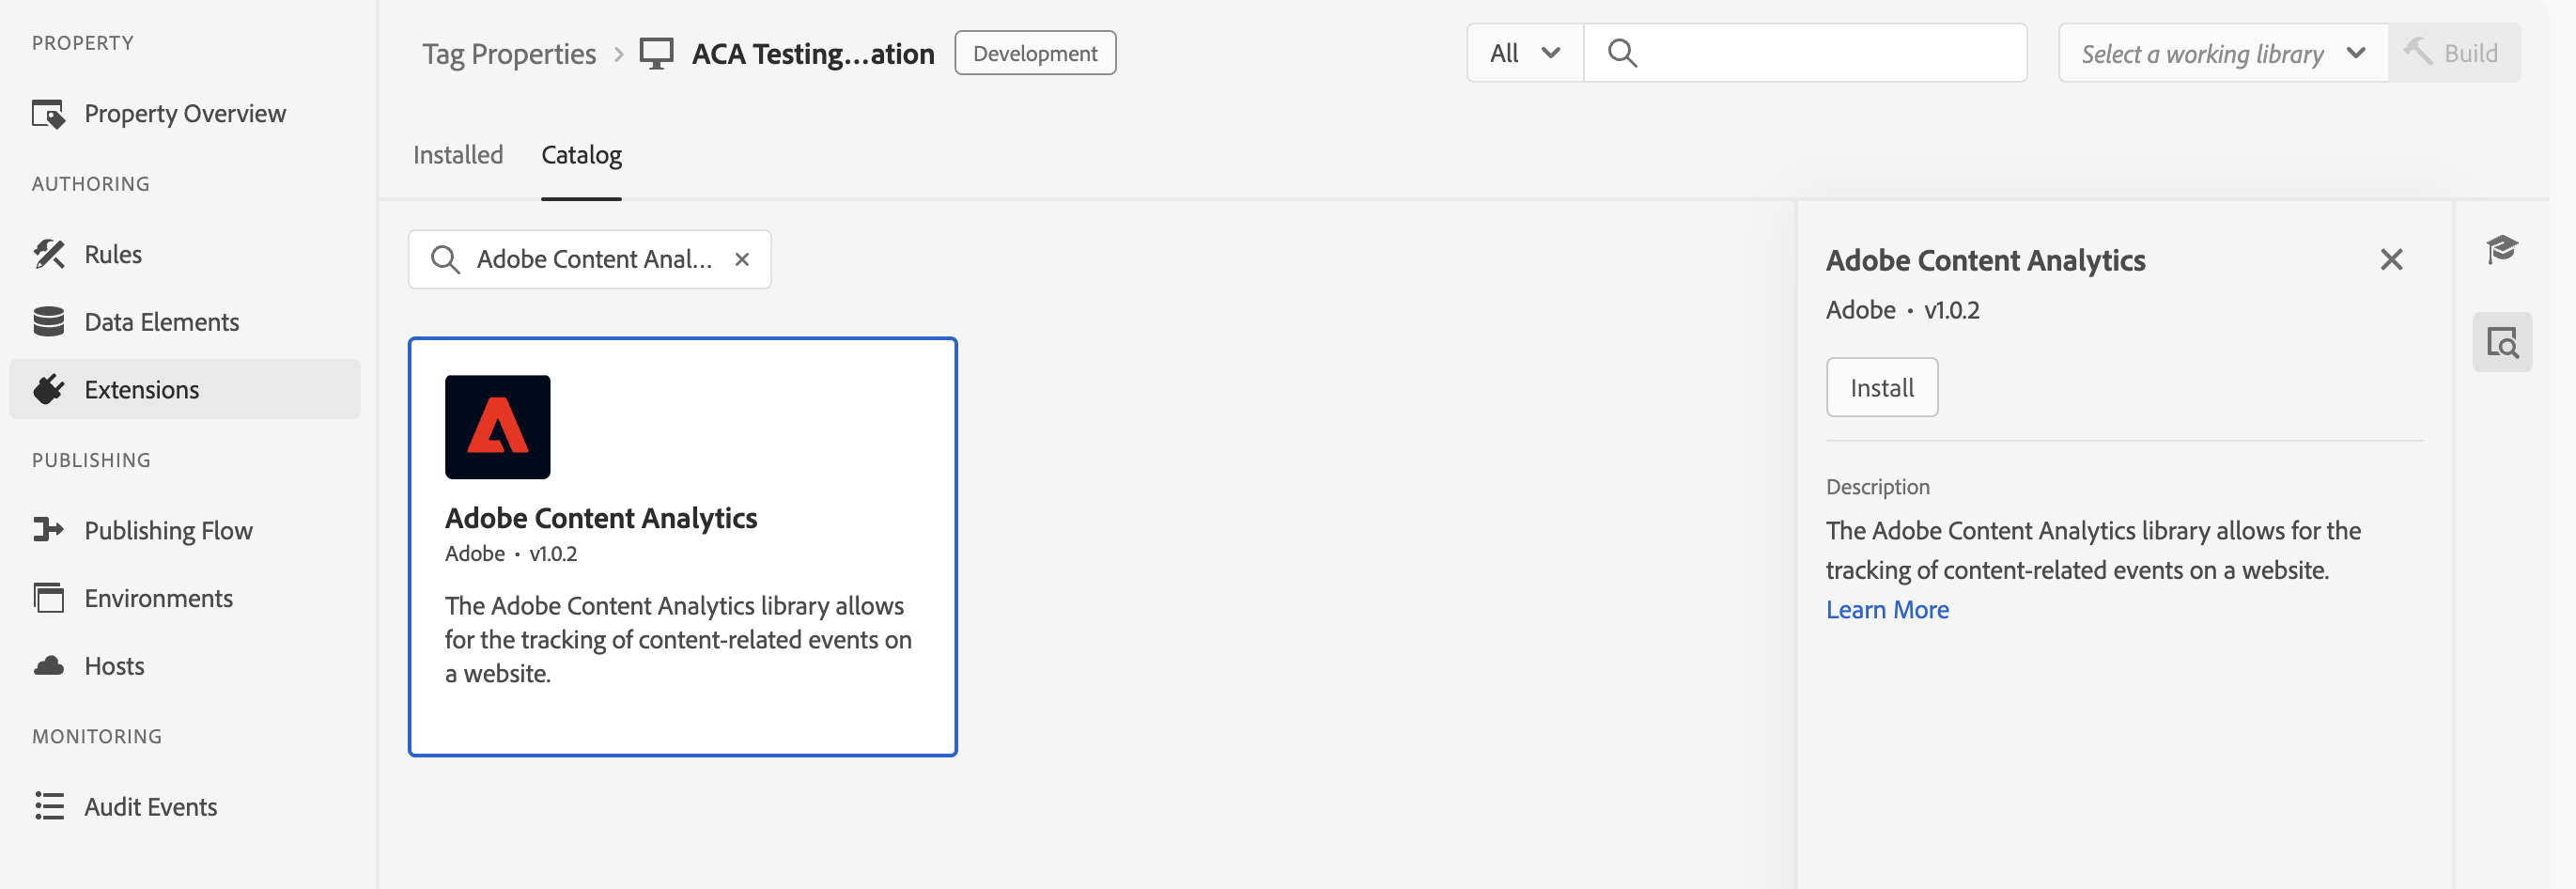 PROPERTY
Property Overview
AUTHORING
Rules
Data Elements
Extensions
PUBLISHING
Publishing Flow
Environments
Hosts
MONITORING
Audit Events
Tag Properties
ACA Testing...ation
Development
All
Select a working library
Build
Installed
Catalog
Adobe Content Anal...
Adobe Content Analytics
Adobe • v1.0.2
The Adobe Content Analytics library allows
for the tracking of content-related events on
a website.
Adobe Content Analytics
Adobe • v1.0.2
Install
Description
The Adobe Content Analytics library allows for the
tracking of content-related events on a website.
Learn More